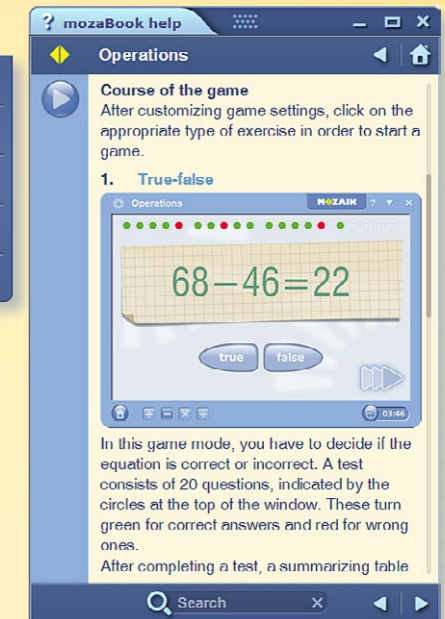 ? mozaBook help
Operations
Course of the game
After customizing game settings, click on the
appropriate type of exercise in order to start a
game.
1. True-false
Operations MOZAIK ?
68–46=22
true false
03:46
In this game mode, you have to decide if the
equation is correct or incorrect. A test
consists of 20 questions, indicated by the
circles at the top of the window. These turn
green for correct answers and red for wrong
ones.
After completing a test, a summarizing table
Search